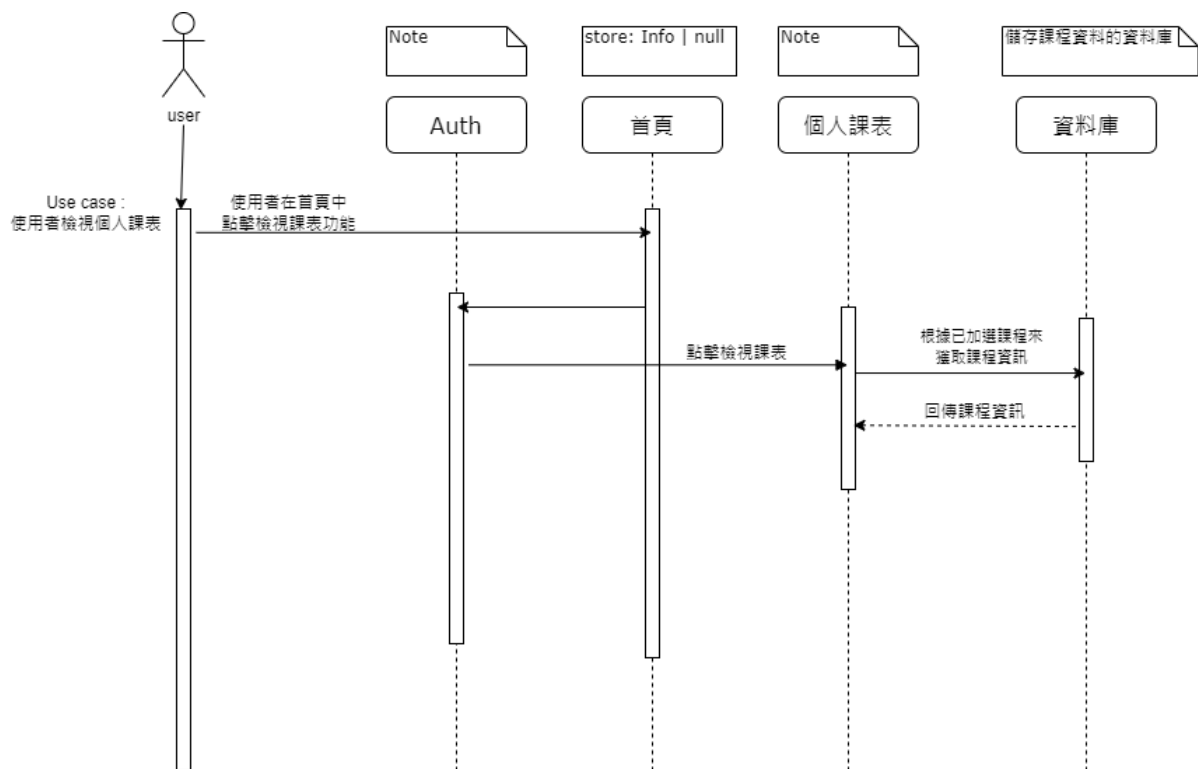 user
Note
store: Info | null
Note
儲存課程資料的資料庫
Auth
首頁
個人課表
資料庫
Use case :
使用者檢視個人課表
使用者在首頁中
點擊檢視課表功能
點擊檢視課表
根據已加選課程來
獲取課程資訊
回傳課程資訊